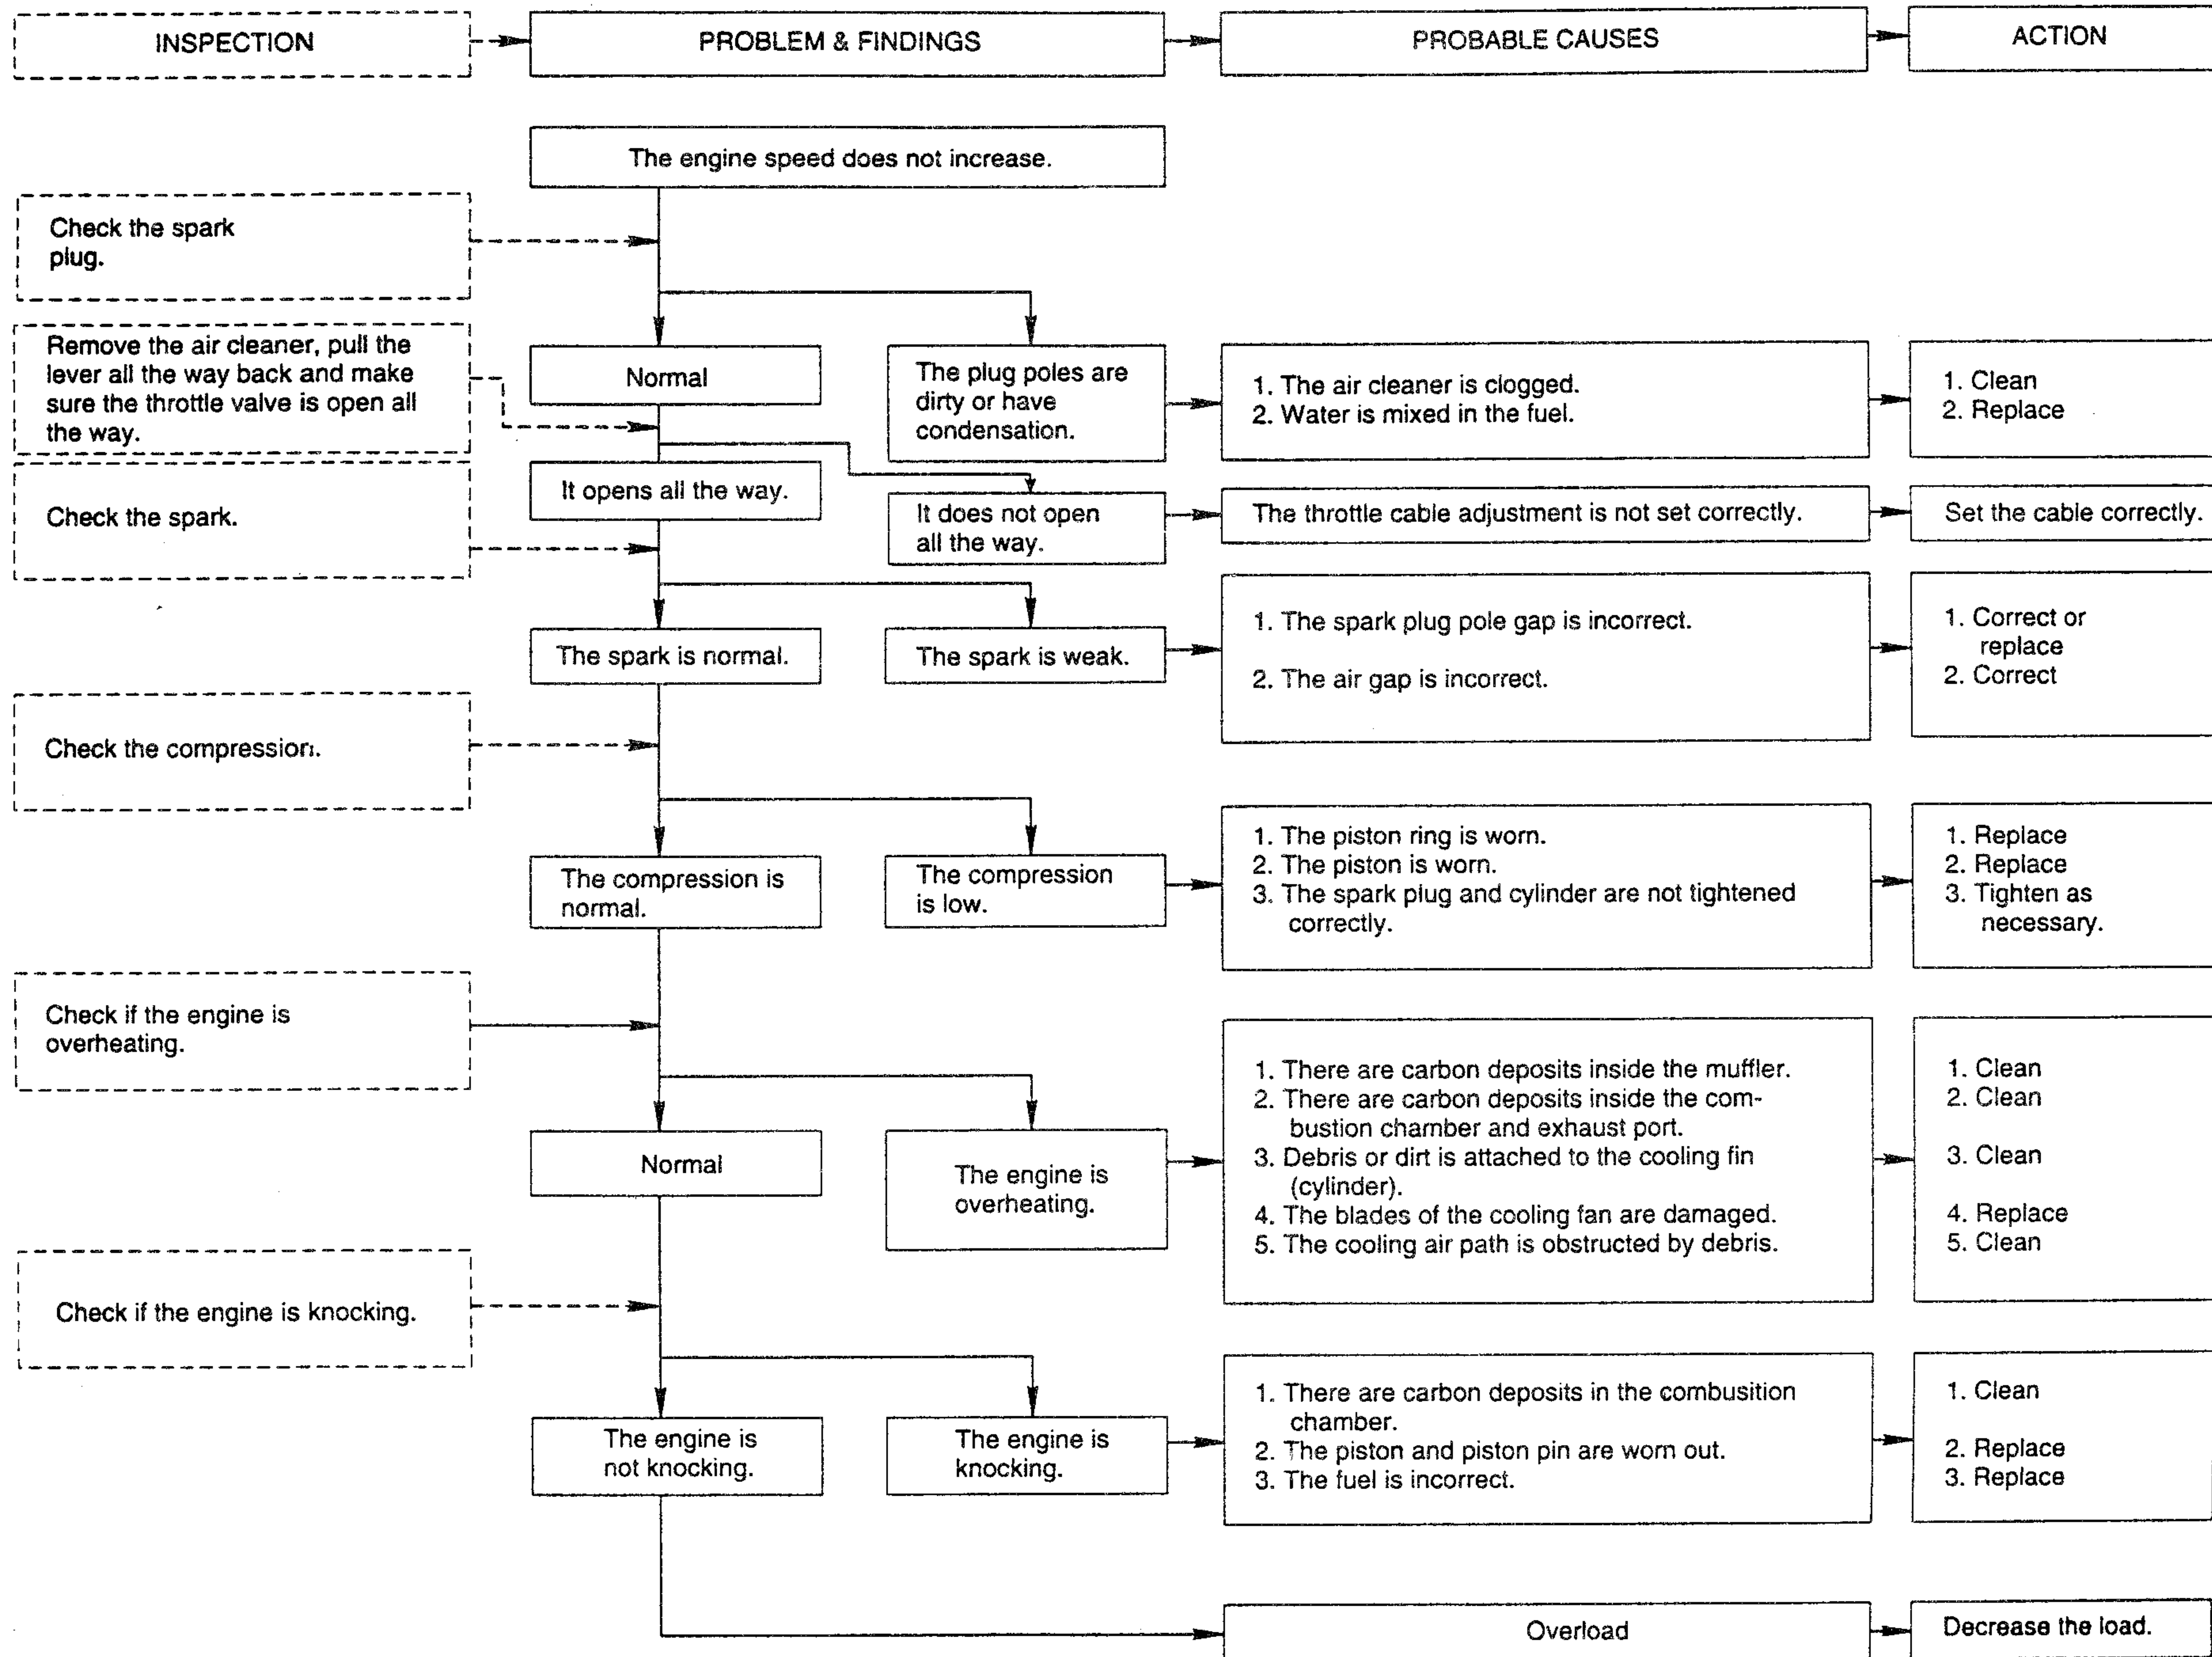 INSPECTION
PROBLEM & FINDINGS
PROBABLE CAUSES
ACTION
The engine speed does not increase.
Check the spark
plug.
Remove the air cleaner, pull the
lever all the way back and make
sure the throttle valve is open all
the way.
Normal
The plug poles are
dirty or have
condensation.
1. The air cleaner is clogged.
2. Water is mixed in the fuel.
1. Clean
2. Replace
Check the spark.
It opens all the way.
It does not open
all the way.
The throttle cable adjustment is not set correctly.
Set the cable correctly.
The spark is normal.
The spark is weak.
1. The spark plug pole gap is incorrect.
2. The air gap is incorrect.
1. Correct or
replace
2. Correct
Check the compression.
The compression is
normal.
The compression
is low.
1. The piston ring is worn.
2. The piston is worn.
3. The spark plug and cylinder are not tightened
correctly.
1. Replace
2. Replace
3. Tighten as
necessary.
Check if the engine is
overheating.
Normal
The engine is
overheating.
1. There are carbon deposits inside the muffler.
2. There are carbon deposits inside the com-
bustion chamber and exhaust port.
3. Debris or dirt is attached to the cooling fin
(cylinder).
4. The blades of the cooling fan are damaged.
5. The cooling air path is obstructed by debris.
1. Clean
2. Clean
3. Clean
4. Replace
5. Clean
Check if the engine is knocking.
The engine is
not knocking.
The engine is
knocking.
1. There are carbon deposits in the combusition
chamber.
2. The piston and piston pin are worn out.
3. The fuel is incorrect.
1. Clean
2. Replace
3. Replace
Overload
Decrease the load.